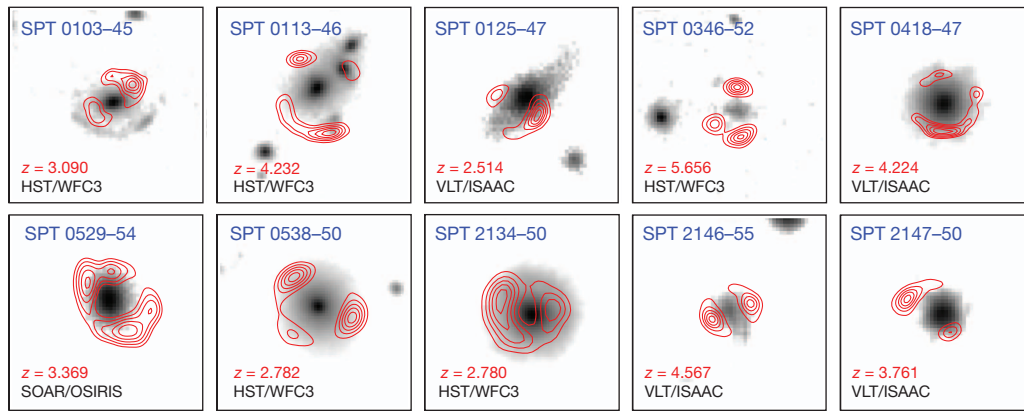 SPT 0103–45
z = 3.090
HST/WFC3
SPT 0113–46
z = 4.232
HST/WFC3
SPT 0125–47
z = 2.514
VLT/ISAAC
SPT 0346–52
z = 5.656
HST/WFC3
SPT 0418–47
z = 4.224
VLT/ISAAC
SPT 0529–54
z = 3.369
SOAR/OSIRIS
SPT 0538–50
z = 2.782
HST/WFC3
SPT 2134–50
z = 2.780
HST/WFC3
SPT 2146–55
z = 4.567
VLT/ISAAC
SPT 2147–50
z = 3.761
VLT/ISAAC